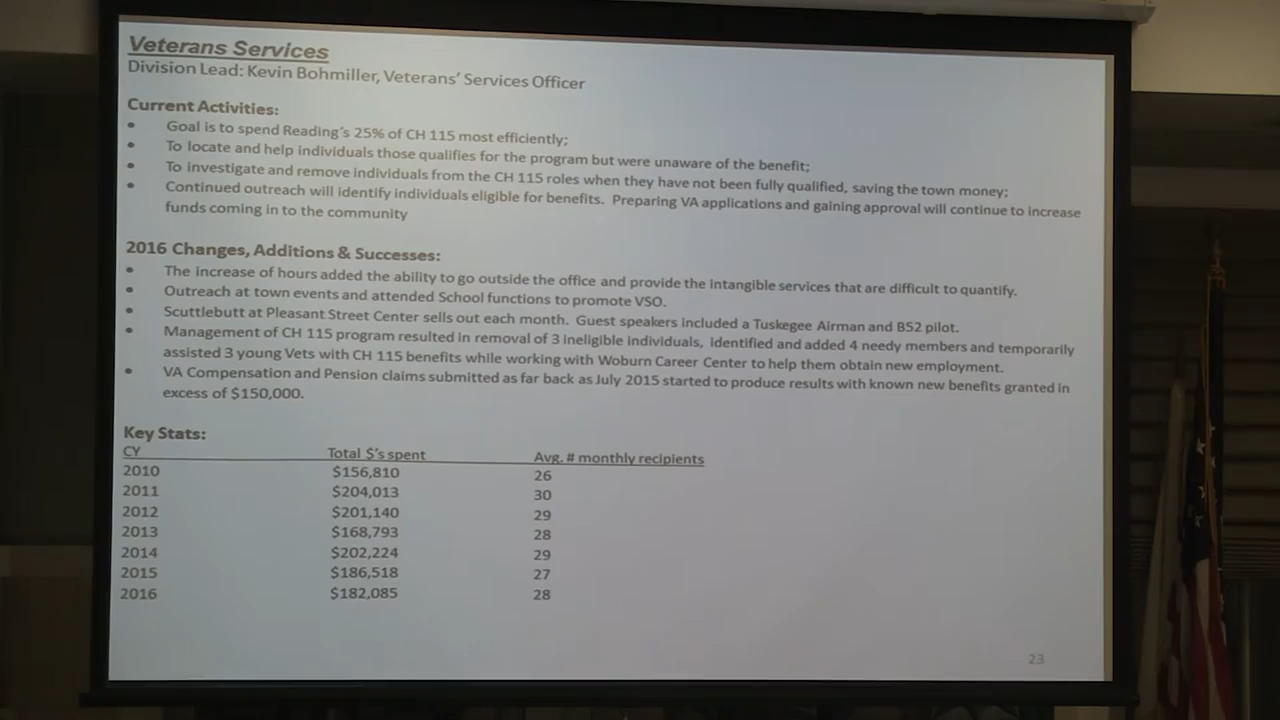 Veterans Services
Division Lead: Kevin Bohmiller, Veterans' Services Officer
Current Activities:
• Goal is to spend Reading's 25% of CH 115 most efficiently;
• To locate and help individuals those qualifies for the program but were unaware of the benefit;
• To investigate and remove individuals from the CH 115 roles when they have not been fully qualified, saving the town money;
• Continued outreach will identify individuals eligible for benefits. Preparing VA applications and gaining approval will continue to increase
funds coming in to the community
2016 Changes, Additions & Successes:
• The increase of hours added the ability to go outside the office and provide the intangible services that are difficult to quantify.
• Outreach at town events and attended School functions to promote VSO.
• Scuttlebutt at Pleasant Street Center sells out each month. Guest speakers included a Tuskegee Airman and B52 pilot.
• Management of CH 115 program resulted in removal of 3 ineligible individuals, identified and added 4 needy members and temporarily
assisted 3 young Vets with CH 115 benefits while working with Woburn Career Center to help them obtain new employment.
• VA Compensation and Pension claims submitted as far back as July 2015 started to produce results with known new benefits granted in
excess of $150,000.
Key Stats:
CY Total $'s spent Avg. # monthly recipients
2010 $156,810 26
2011 $204,013 30
2012 $201,140 29
2013 $168,793 28
2014 $202,224 29
2015 $186,518 27
2016 $182,085 28
23